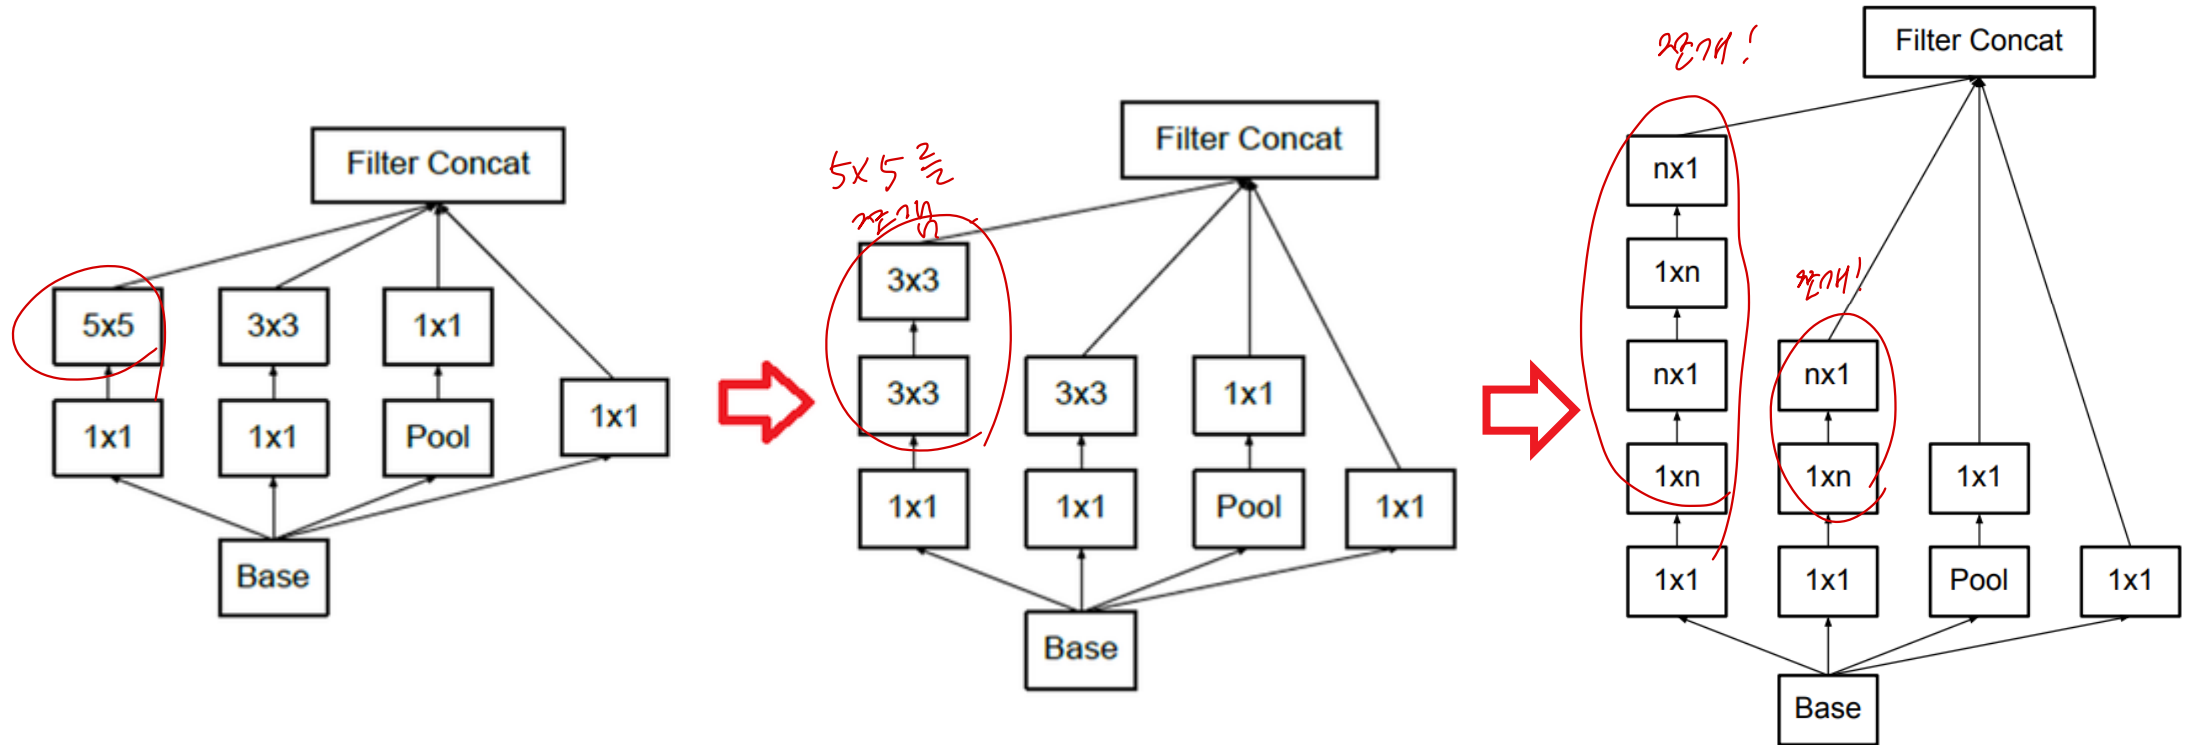 Filter Concat
5x5
3x3
1x1
1x1
1x1
Pool
1x1
Base
5x5를
쪼갬
Filter Concat
3x3
3x3
3x3
1x1
1x1
1x1
Pool
1x1
Base
쪼개!
Filter Concat
nx1
1xn
쪼개!
nx1
nx1
1xn
1xn
1x1
1x1
1x1
Pool
1x1
Base